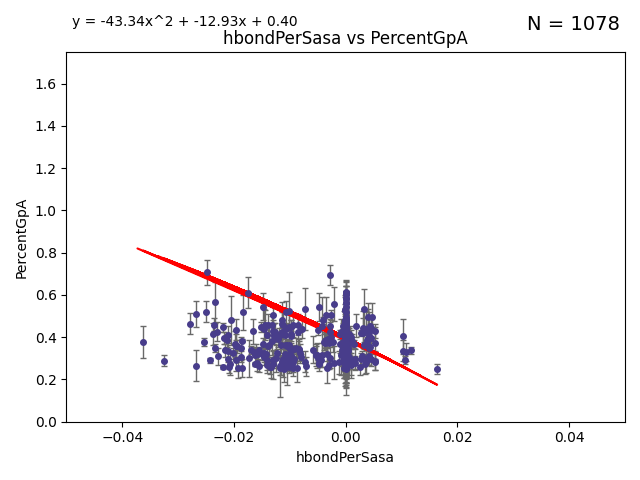 y = -43.34x^2 + -12.93x + 0.40
N = 1078
hbondPerSasa vs PercentGpA
1.6
1.4
1.2
1.0
0.8
0.6
0.4
0.2
0.0
PercentGpA
−0.04
−0.02
0.00
0.02
0.04
hbondPerSasa